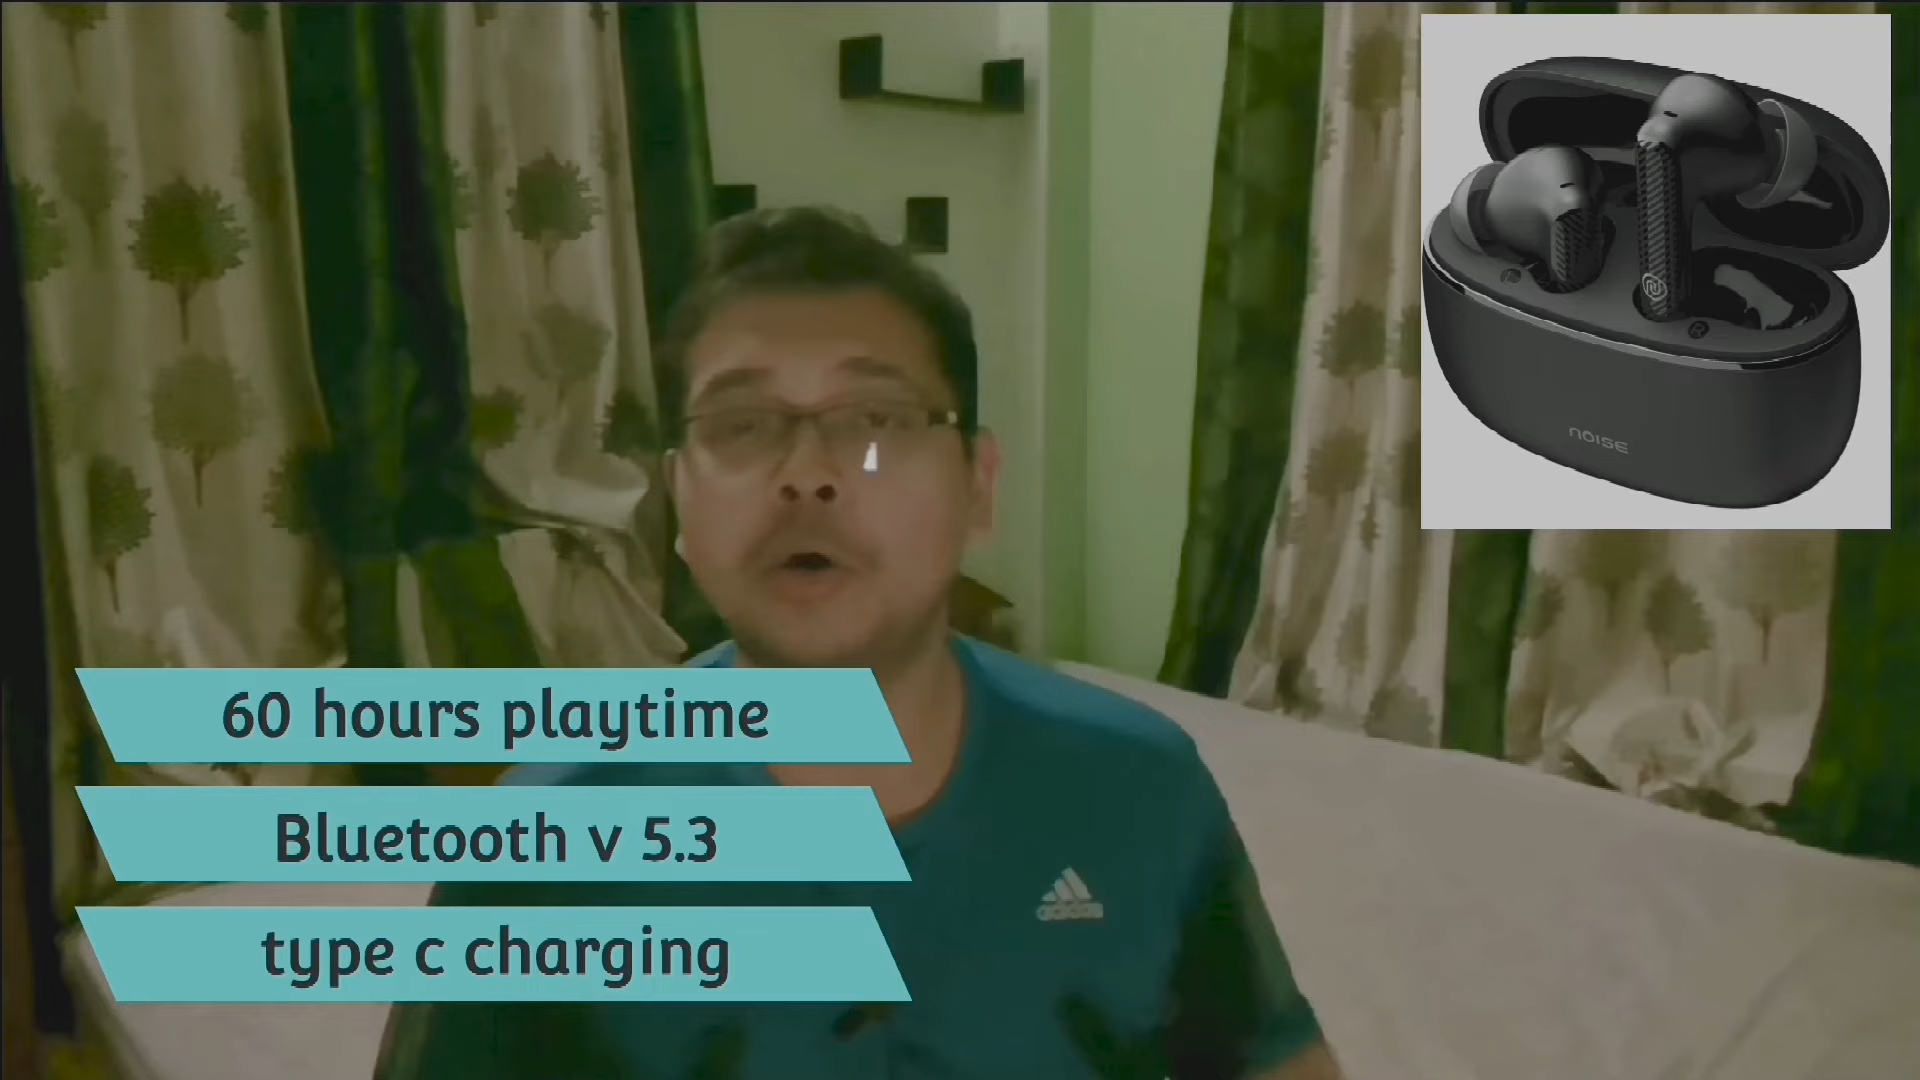 NOISE
60 hours playtime
Bluetooth v 5.3
type c charging
adidas